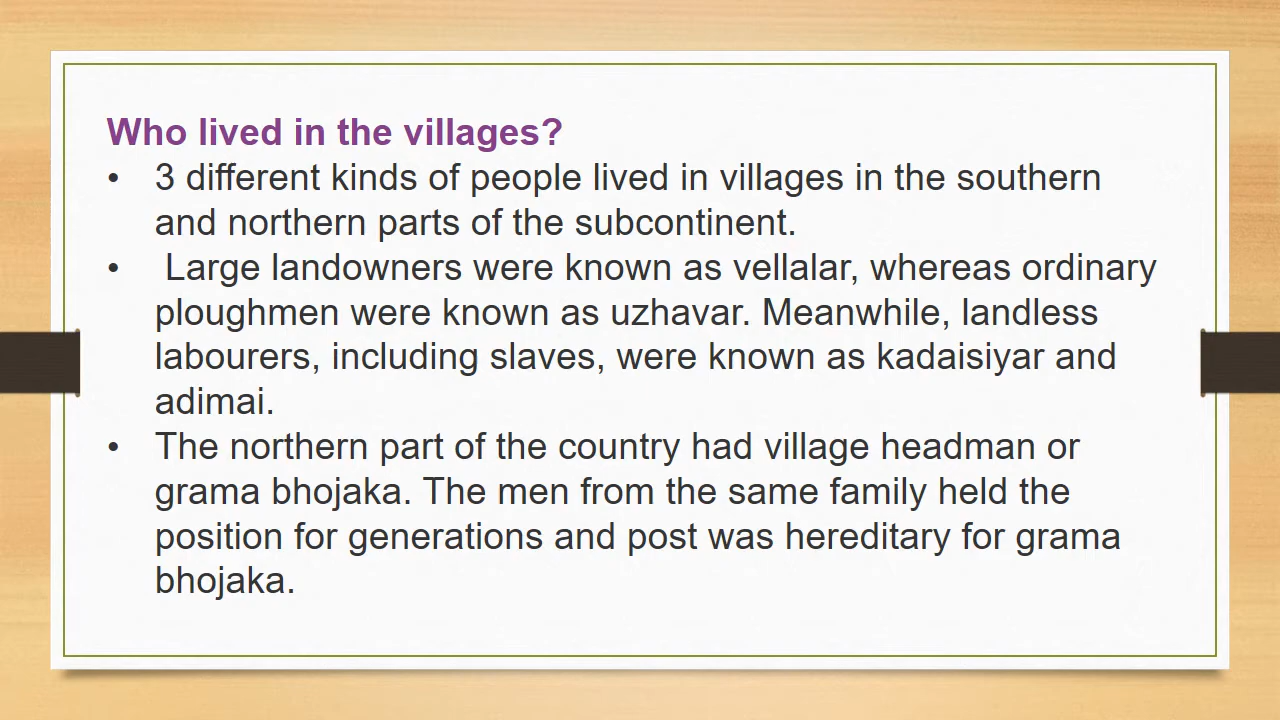 Who lived in the villages?
• 3 different kinds of people lived in villages in the southern
and northern parts of the subcontinent.
• Large landowners were known as vellalar, whereas ordinary
ploughmen were known as uzhavar. Meanwhile, landless
labourers, including slaves, were known as kadaisiyar and
adimai.
• The northern part of the country had village headman or
grama bhojaka. The men from the same family held the
position for generations and post was hereditary for grama
bhojaka.